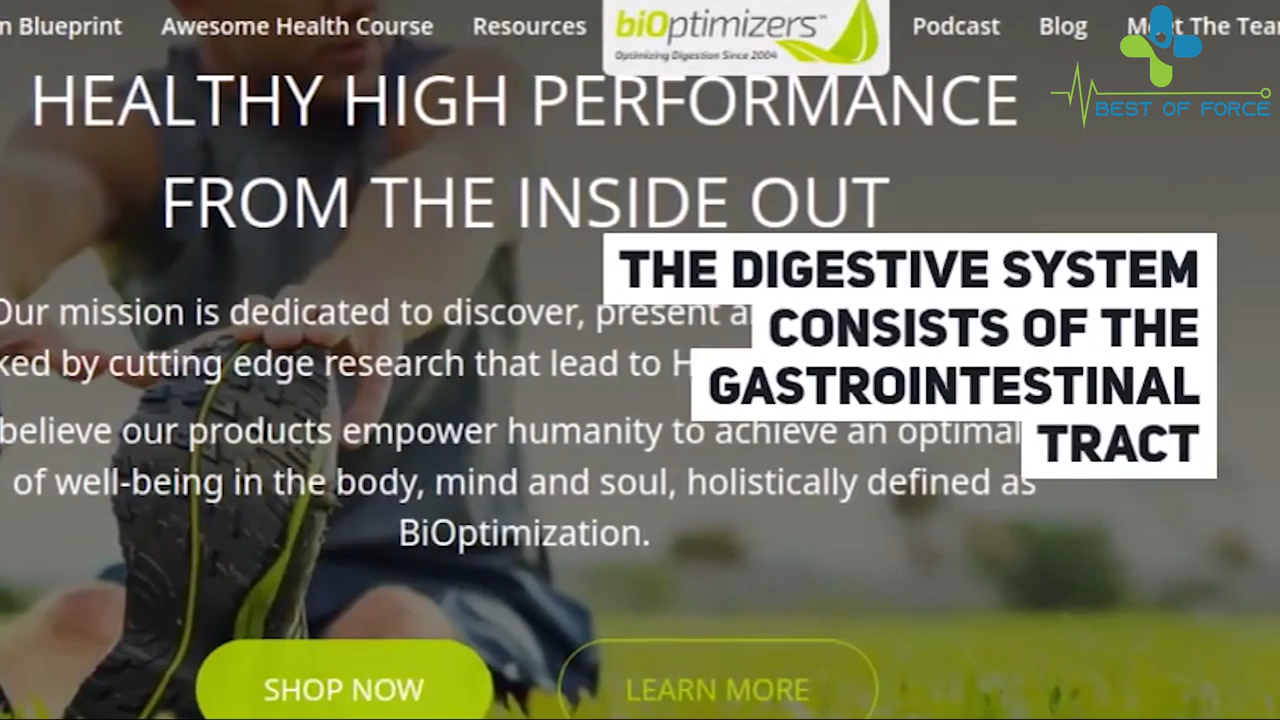 Blueprint Awesome Health Course Resources biOptimizers™ Podcast Blog Meet The Team
Optimizing Digestion Since 2004
BEST OF FORCE
HEALTHY HIGH PERFORMANCE
FROM THE INSIDE OUT
THE DIGESTIVE SYSTEM
CONSISTS OF THE
GASTROINTESTINAL
TRACT
Our mission is dedicated to discover, present
by cutting edge research that lead to
believe our products empower humanity to achieve an optimal
of well-being in the body, mind and soul, holistically defined as
BiOptimization.
SHOP NOW LEARN MORE